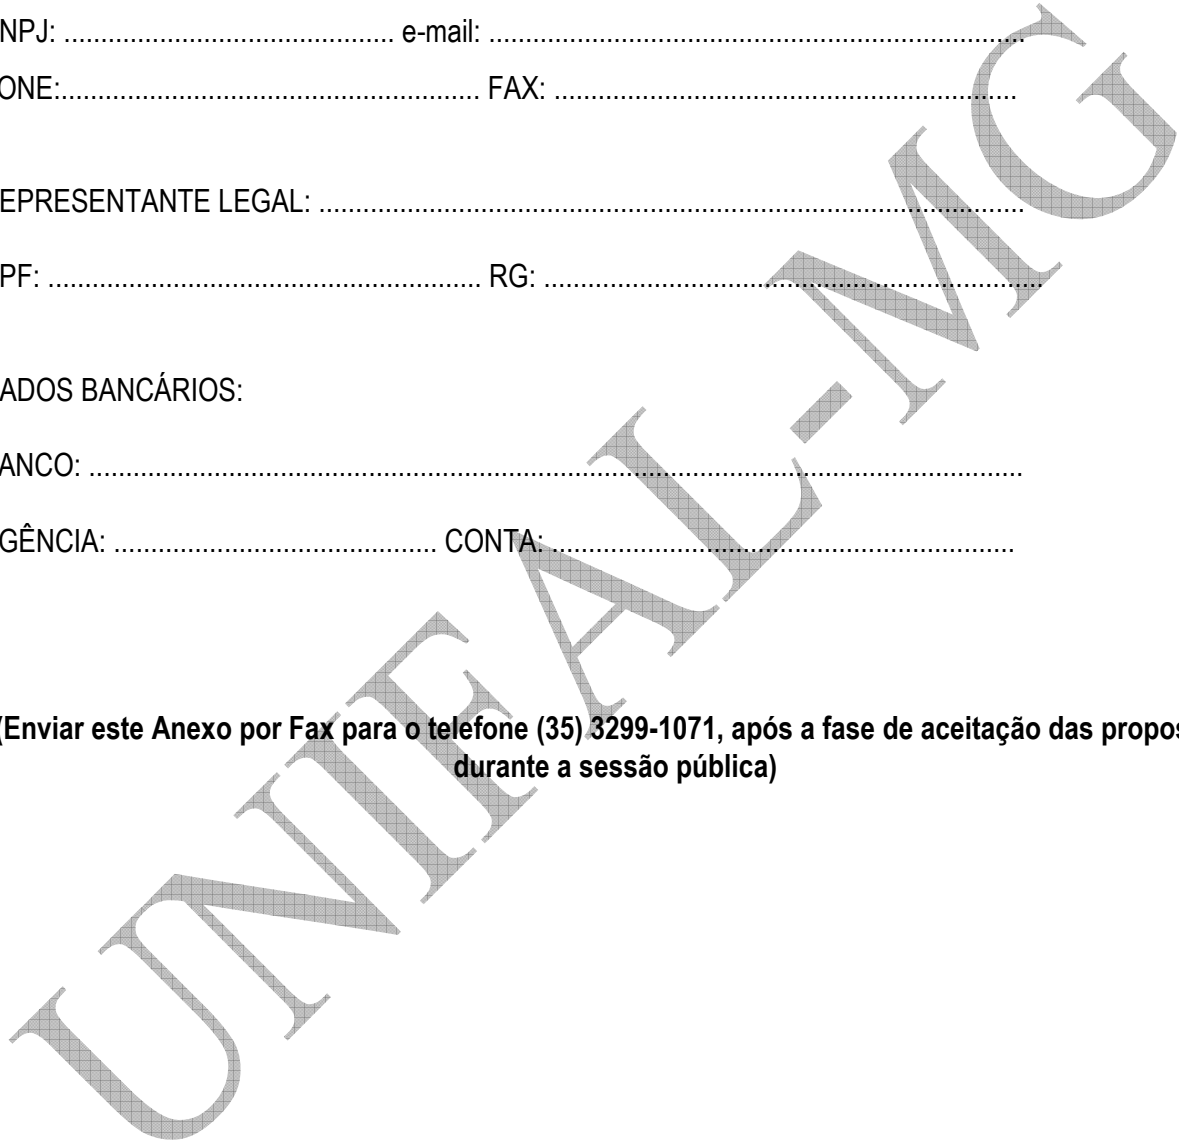 NPJ: ............................................. e-mail: .........................................................................
ONE:......................................................... FAX: ...............................................................
EPRESENTANTE LEGAL: ................................................................................................
PF: ........................................................... RG: ....................................................................
ADOS BANCÁRIOS:
ANCO: ...............................................................................................................................
GÊNCIA: ............................................ CONTA: ...............................................................
(Enviar este Anexo por Fax para o telefone (35) 3299-1071, após a fase de aceitação das propos
durante a sessão pública)
UNIFAL-MG